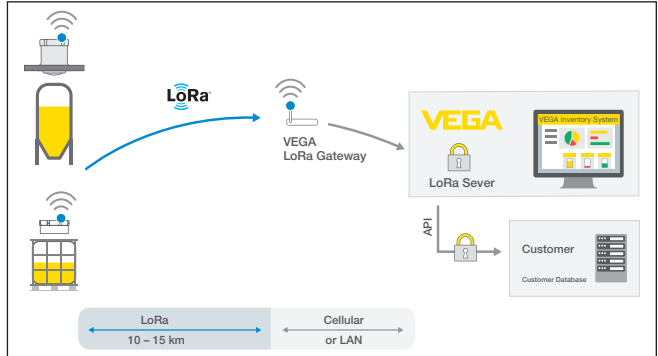 LoRa
VEGA
LoRa Gateway
VEGA
LoRa Sever
VEGA Inventory System
API
Customer
Customer Database
LoRa
10 – 15 km
Cellular
or LAN